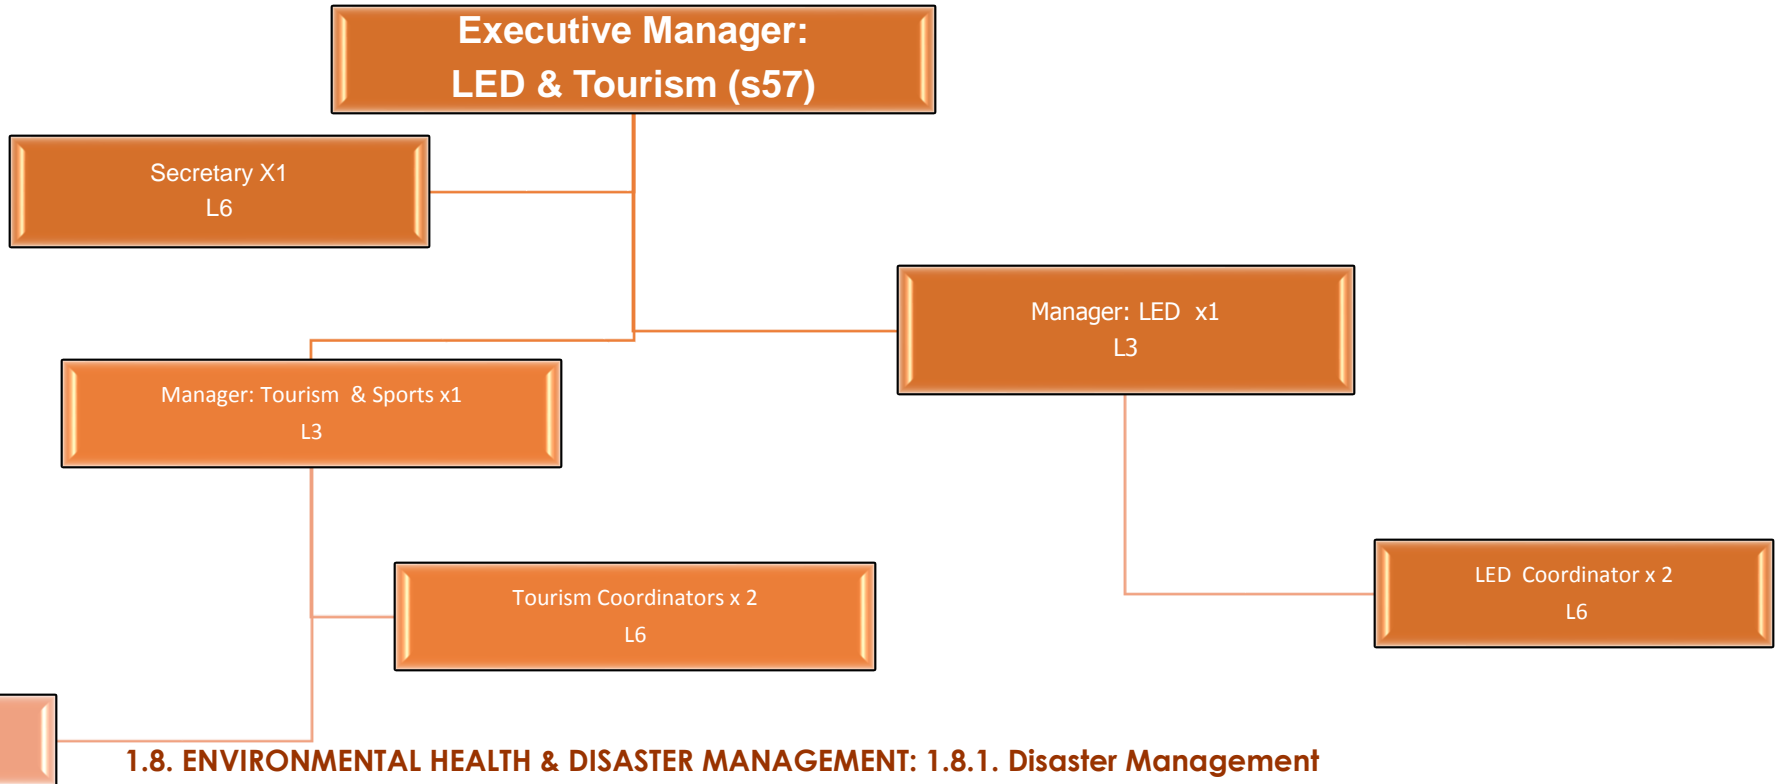 Executive Manager:
LED & Tourism (s57)
Secretary X1
L6
Manager: LED x1
L3
Manager: Tourism & Sports x1
L3
Tourism Coordinators x 2
L6
LED Coordinator x 2
L6
1.8. ENVIRONMENTAL HEALTH & DISASTER MANAGEMENT: 1.8.1. Disaster Management